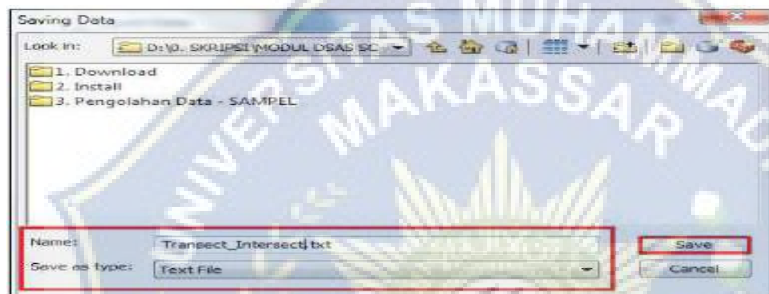 Saving Data
Look in: D:\0. SKRIPSI\MODUL DSAS SC
1. Download
2. Install
3. Pengolahan Data - SAMPEL
Name: Transect_Intersect.txt Save
Save as type: Text File Cancel
UNIVERSITAS MUHAMMAD
MAKASSAR